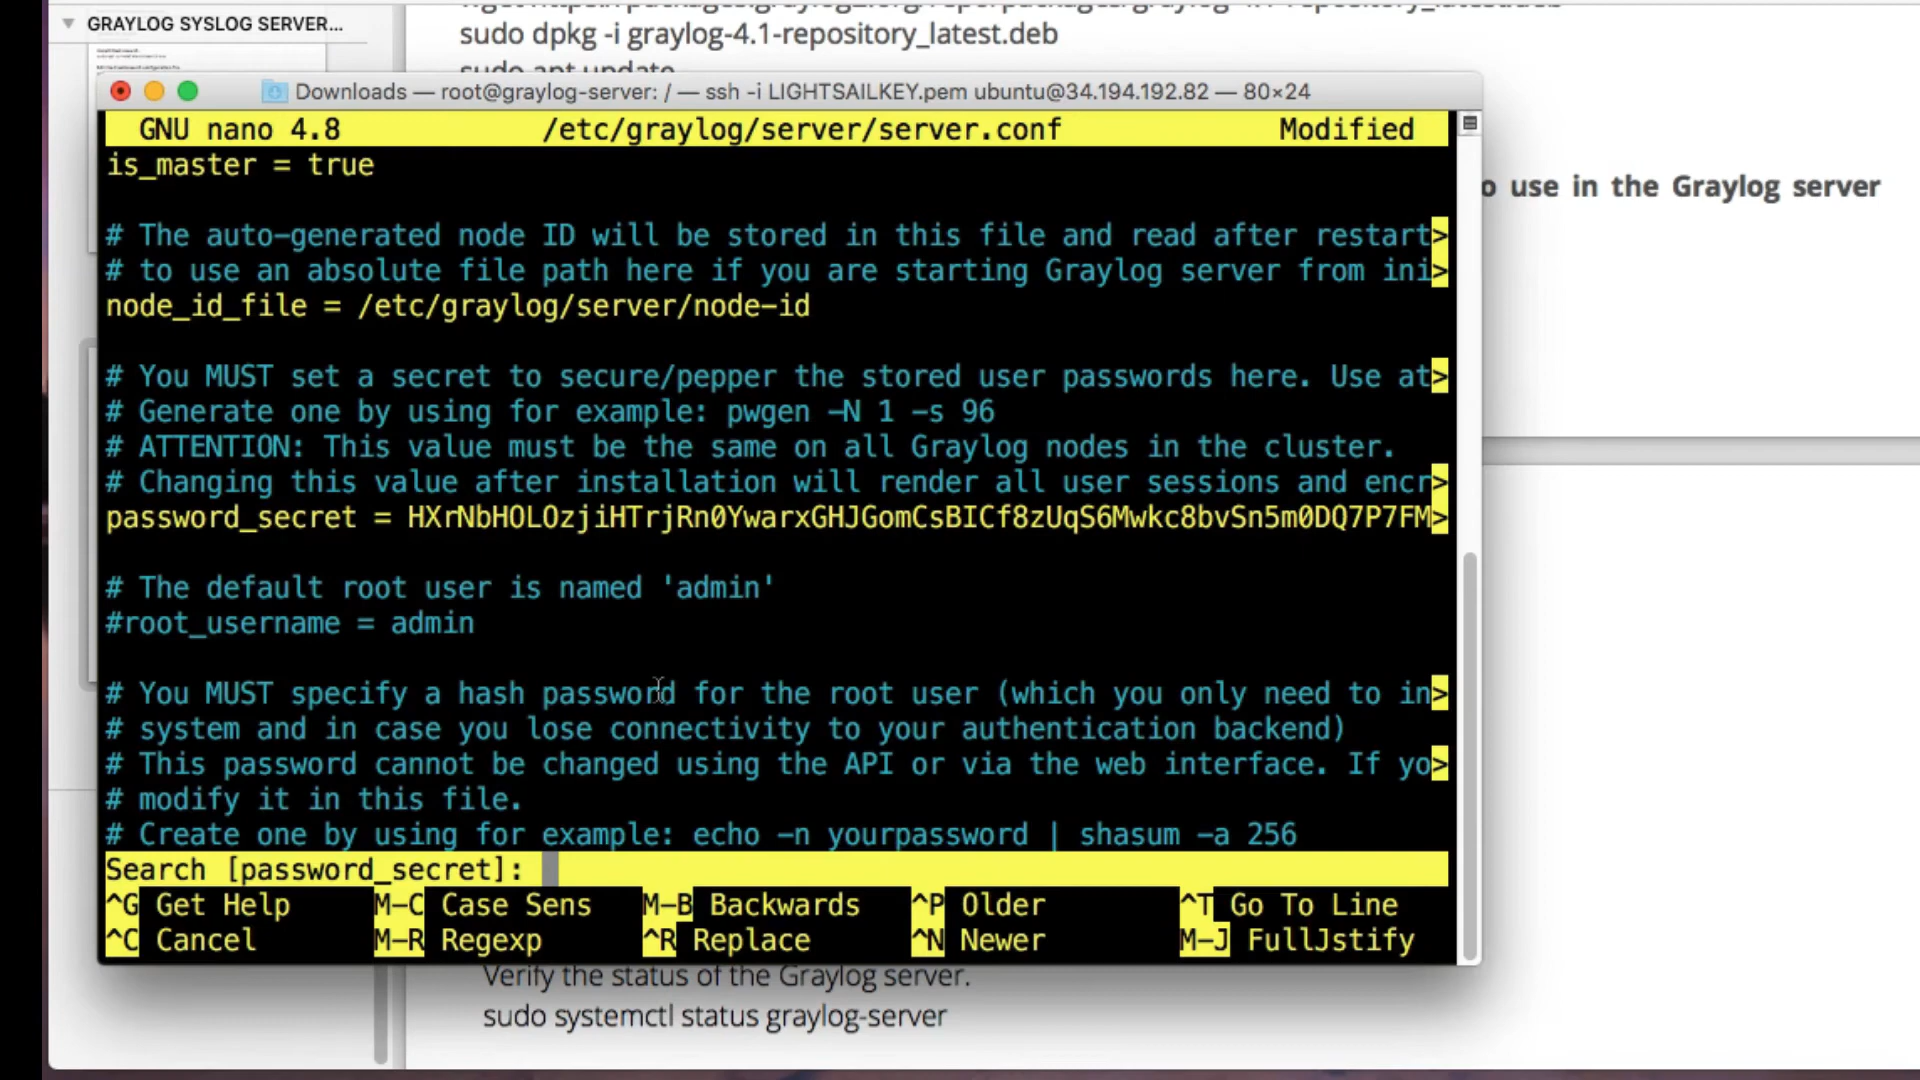 GRAYLOG SYSLOG SERVER...
sudo dpkg -i graylog-4.1-repository_latest.deb
sudo apt update
Downloads — root@graylog-server: / — ssh -i LIGHTSAILKEY.pem ubuntu@34.194.192.82 — 80×24
GNU nano 4.8 /etc/graylog/server/server.conf Modified
is_master = true
o use in the Graylog server
# The auto-generated node ID will be stored in this file and read after restart>
# to use an absolute file path here if you are starting Graylog server from ini>
node_id_file = /etc/graylog/server/node-id
# You MUST set a secret to secure/pepper the stored user passwords here. Use at>
# Generate one by using for example: pwgen -N 1 -s 96
# ATTENTION: This value must be the same on all Graylog nodes in the cluster.
# Changing this value after installation will render all user sessions and encr>
password_secret = HXrNbHOLOzjiHTrjRn0YwarxGHJGomCsBICf8zUqS6Mwkc8bvSn5m0DQ7P7FM>
# The default root user is named 'admin'
#root_username = admin
# You MUST specify a hash password for the root user (which you only need to in>
# system and in case you lose connectivity to your authentication backend)
# This password cannot be changed using the API or via the web interface. If yo>
# modify it in this file.
# Create one by using for example: echo -n yourpassword | shasum -a 256
Search [password_secret]:
^G Get Help M-C Case Sens M-B Backwards ^P Older ^T Go To Line
^C Cancel M-R Regexp ^R Replace ^N Newer M-J FullJstify
Verify the status of the Graylog server.
sudo systemctl status graylog-server